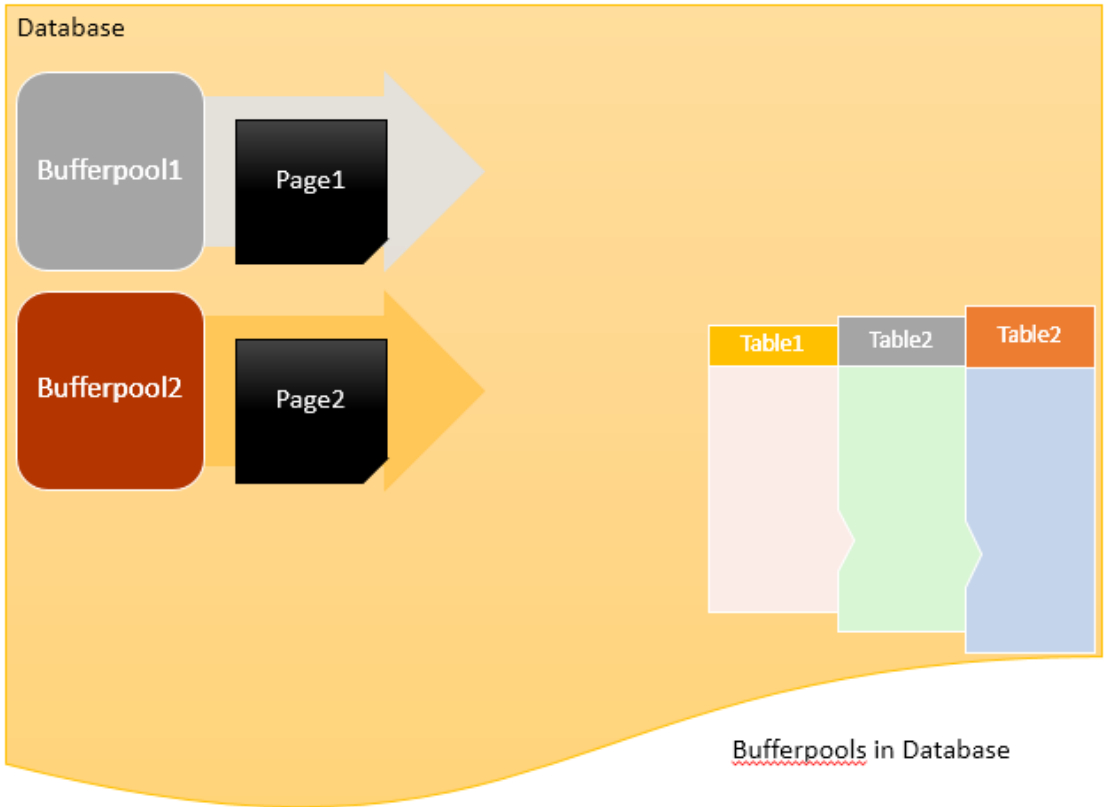 Database
Bufferpool1
Page1
Bufferpool2
Page2
Table1
Table2
Table2
Bufferpools in Database